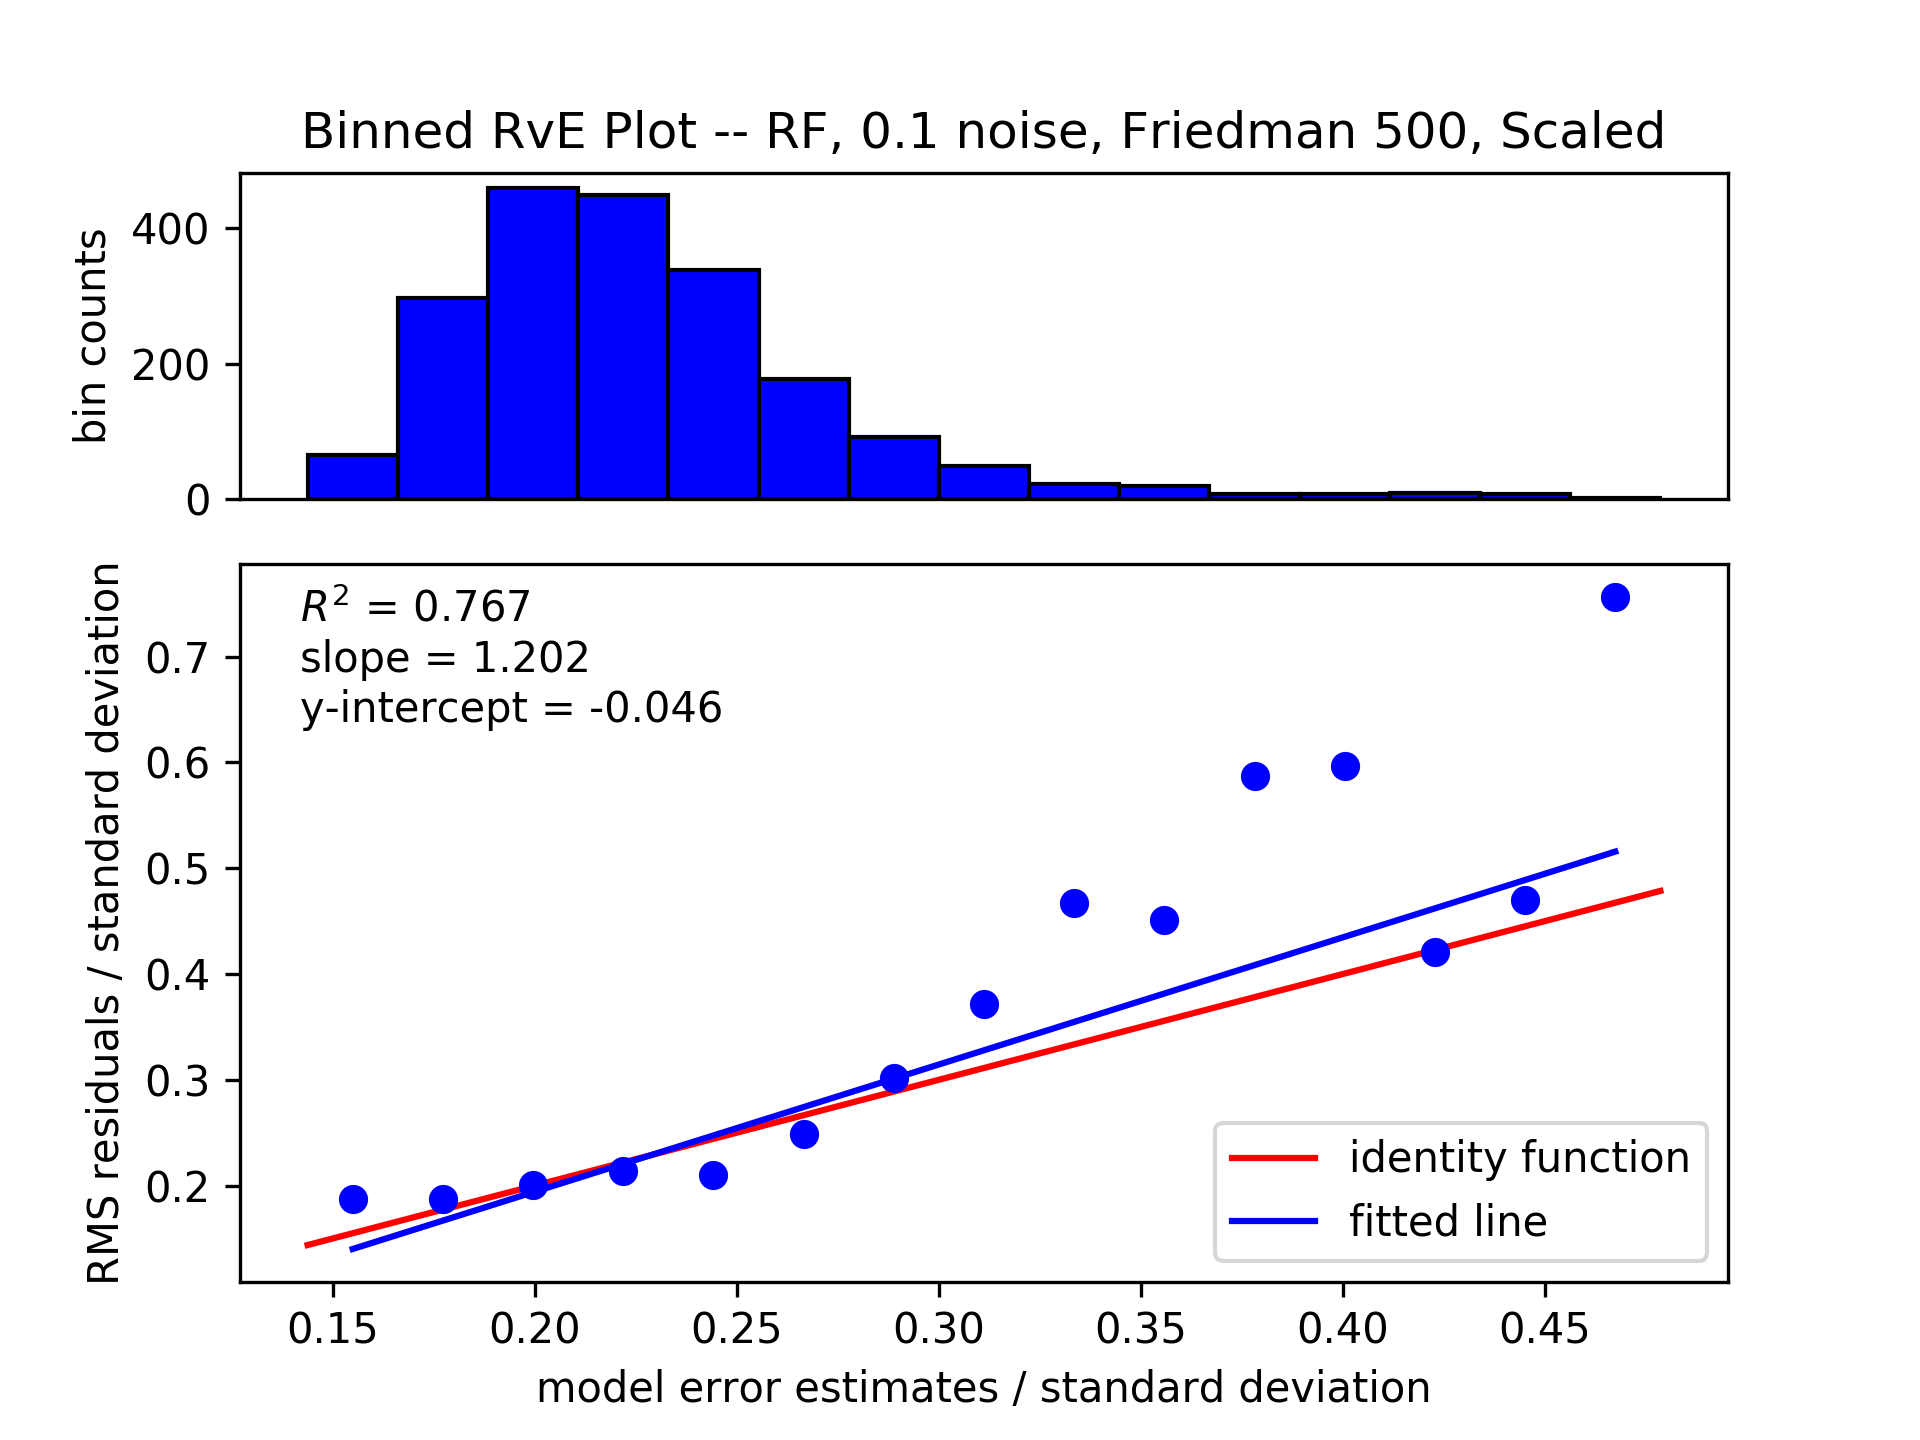 Binned RvE Plot -- RF, 0.1 noise, Friedman 500, Scaled
bin counts
400
200
0
RMS residuals / standard deviation
0.7
0.6
0.5
0.4
0.3
0.2
R² = 0.767
slope = 1.202
y-intercept = -0.046
identity function
fitted line
0.15 0.20 0.25 0.30 0.35 0.40 0.45
model error estimates / standard deviation